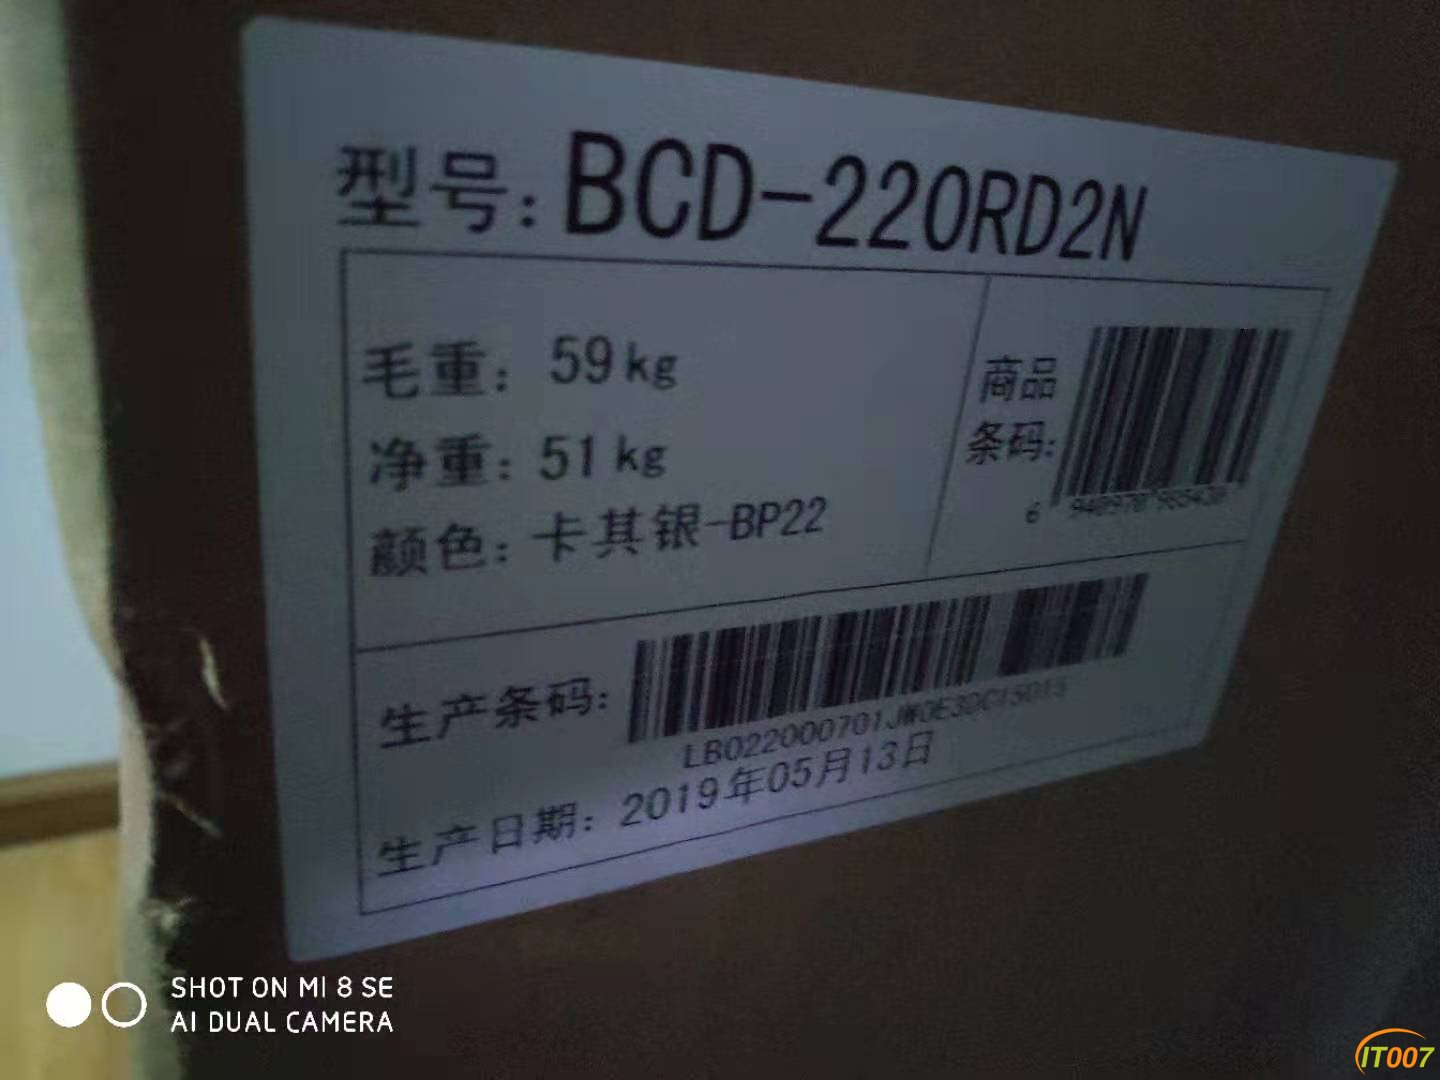 型号: BCD-220RD2N
毛重: 59kg
净重: 51kg
颜色: 卡其银-BP22
商品
条码:
6
生产条码:
生产日期: 2019年05月13日
SHOT ON MI 8 SE
AI DUAL CAMERA
IT007